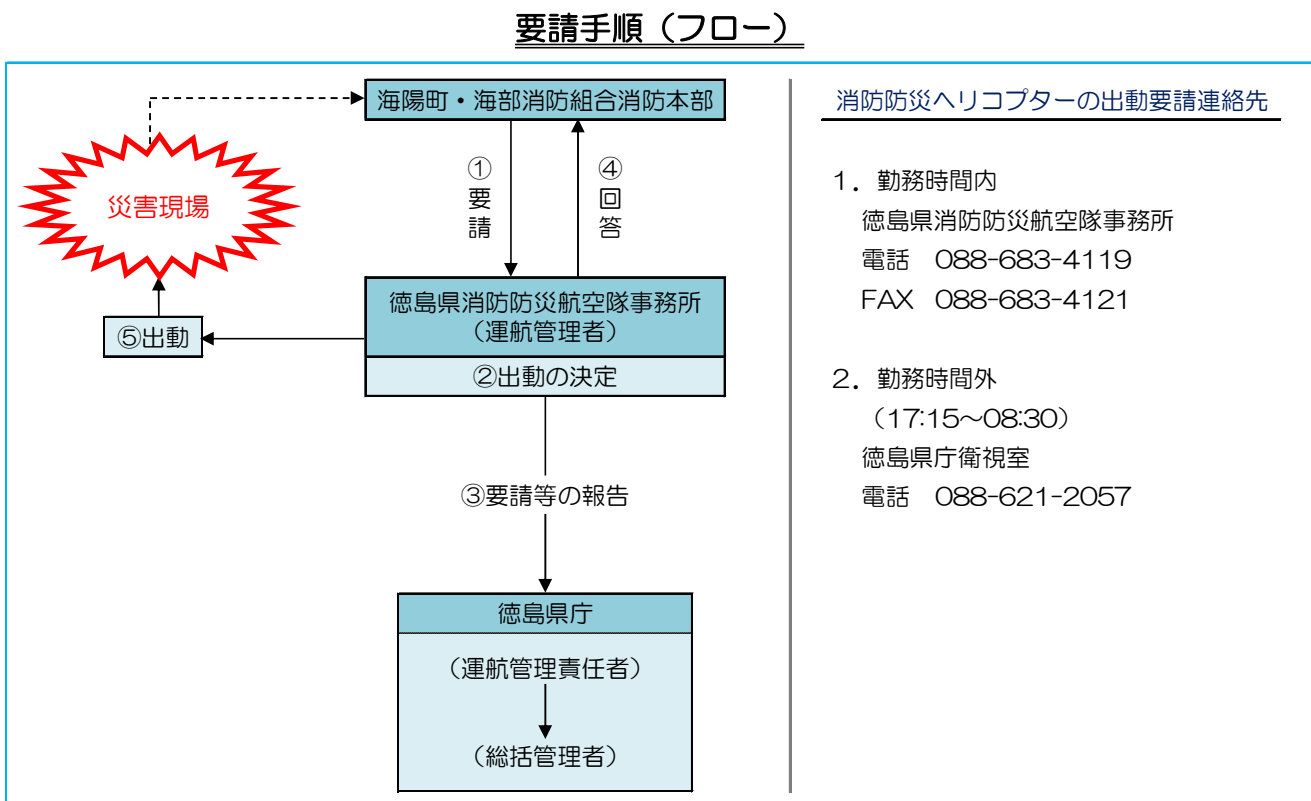 要請手順（フロー）
海陽町・海部消防組合消防本部
災害現場
①
要
請
④
回
答
徳島県消防防災航空隊事務所
（運航管理者）
②出動の決定
⑤出動
③要請等の報告
徳島県庁
（運航管理責任者）
（総括管理者）
消防防災ヘリコプターの出動要請連絡先
１．勤務時間内
徳島県消防防災航空隊事務所
電話　088-683-4119
FAX　088-683-4121
２．勤務時間外
（17:15～08:30）
徳島県庁衛視室
電話　088-621-2057